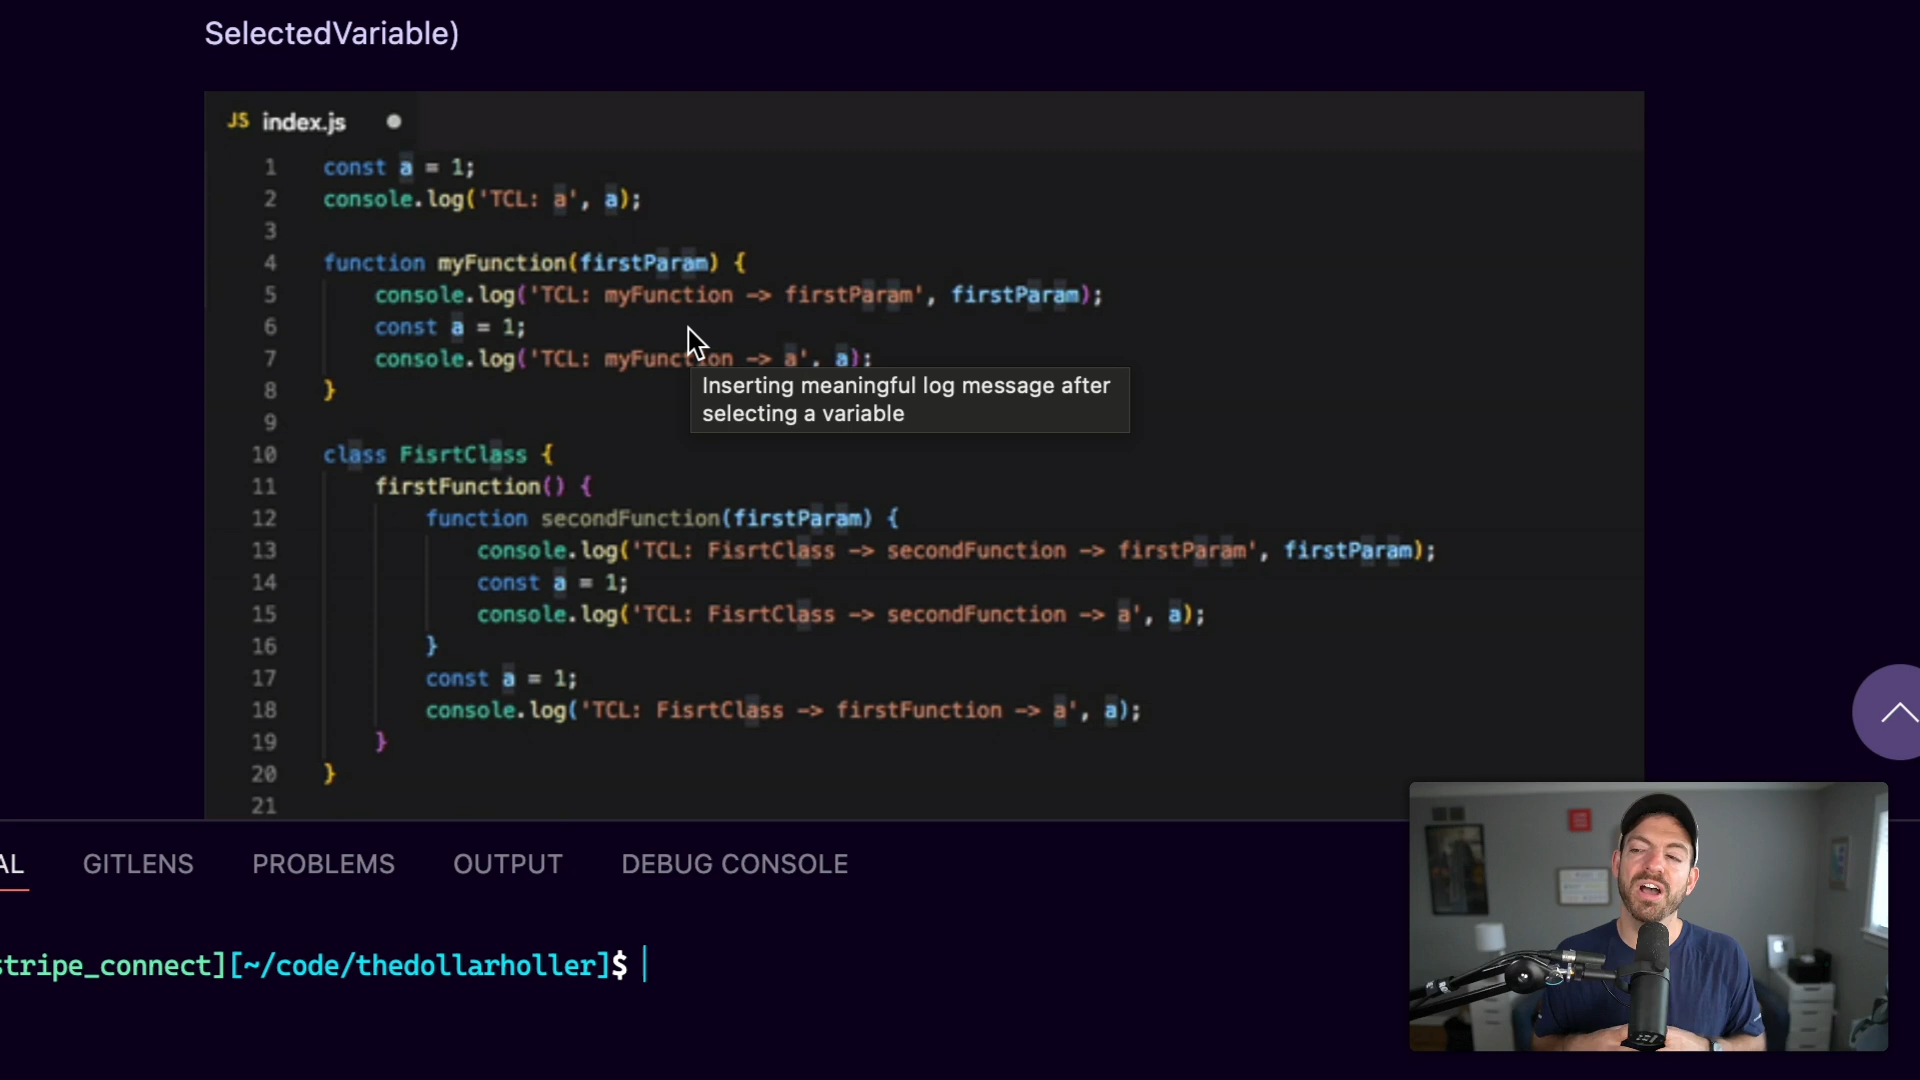 SelectedVariable)
JS index.js
1 const a = 1;
2 console.log('TCL: a', a);
3
4 function myFunction(firstParam) {
5 console.log('TCL: myFunction -> firstParam', firstParam);
6 const a = 1;
7 console.log('TCL: myFunction -> a', a);
8 }
Inserting meaningful log message after
selecting a variable
9
10 class FisrtClass {
11 firstFunction() {
12 function secondFunction(firstParam) {
13 console.log('TCL: FisrtClass -> secondFunction -> firstParam', firstParam);
14 const a = 1;
15 console.log('TCL: FisrtClass -> secondFunction -> a', a);
16 }
17 const a = 1;
18 console.log('TCL: FisrtClass -> firstFunction -> a', a);
19 }
20 }
21
AL GITLENS PROBLEMS OUTPUT DEBUG CONSOLE
stripe_connect][~/code/thedollarholler]$